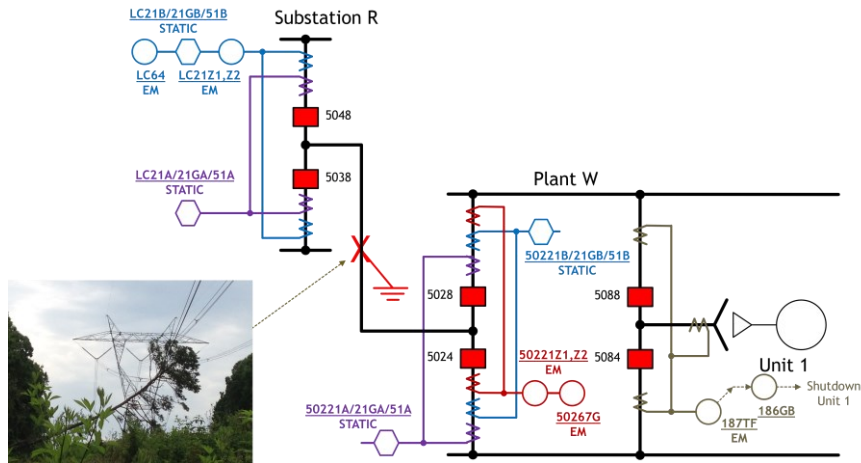 Substation R
LC21B/21GB/51B
STATIC
LC64
EM
LC21Z1,Z2
EM
5048
5038
LC21A/21GA/51A
STATIC
Plant W
50221B/21GB/51B
STATIC
5028
5024
5088
5084
50221Z1,Z2
EM
50267G
EM
50221A/21GA/51A
STATIC
Unit 1
187TF
EM
186GB
Shutdown
Unit 1